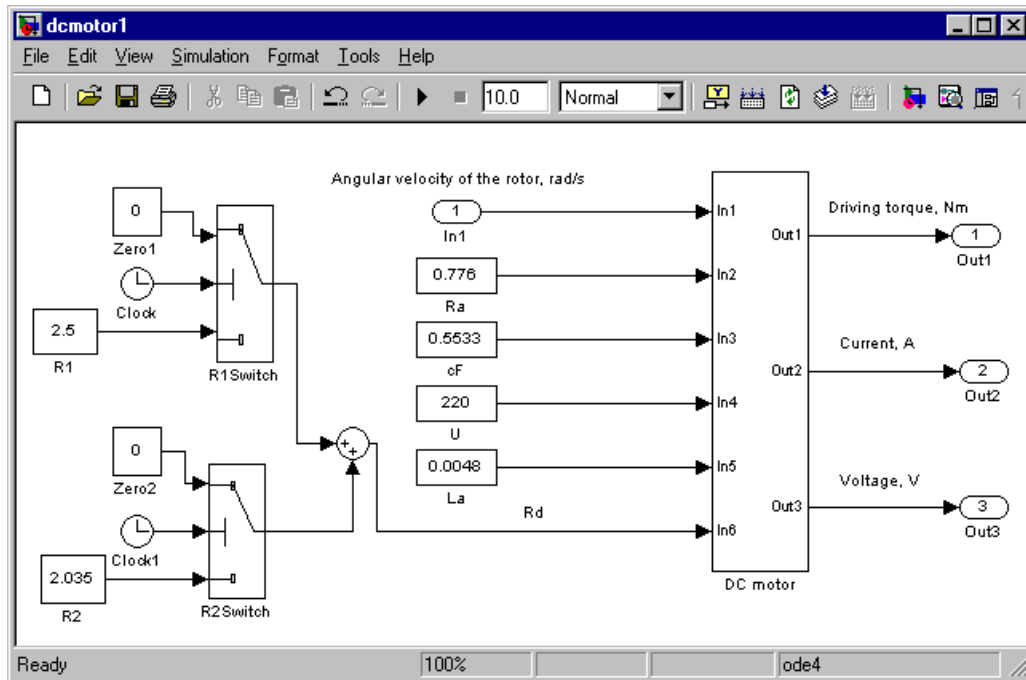 dcmotor1
File Edit View Simulation Format Tools Help
10.0 Normal
Angular velocity of the rotor, rad/s
0
Zero1
Clock
2.5
R1
R1Switch
0
Zero2
Clock1
2.035
R2
R2Switch
+
+
1
In1
0.776
Ra
0.5533
cF
220
U
0.0048
La
Rd
In1
In2
In3
In4
In5
In6
Out1
Out2
Out3
DC motor
Driving torque, Nm
1
Out1
Current, A
2
Out2
Voltage, V
3
Out3
Ready 100% ode4